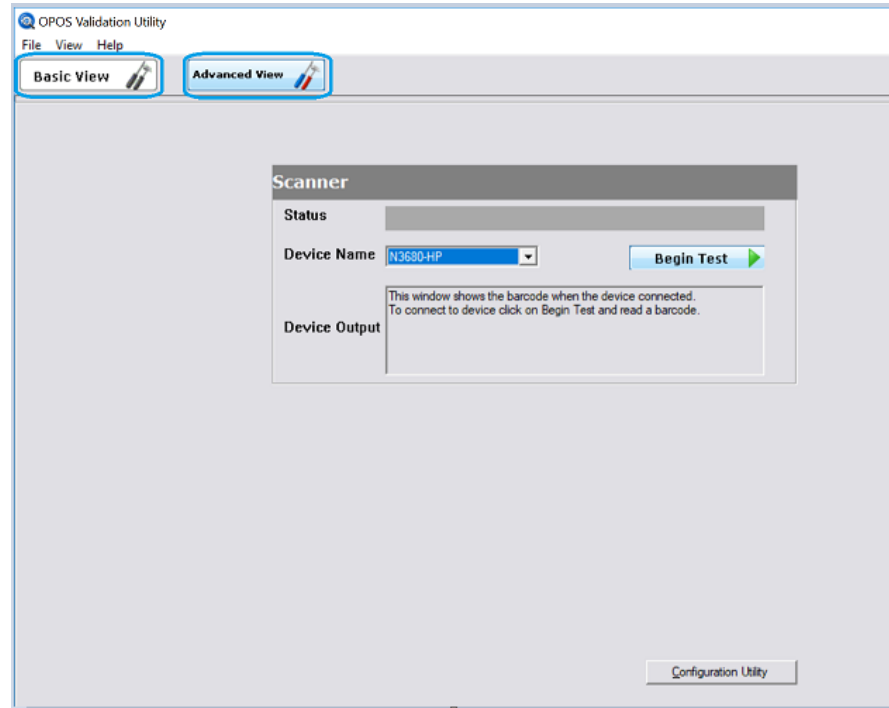 OPOS Validation Utility
File View Help
Basic View Advanced View
Scanner
Status
Device Name N3680-HP Begin Test
This window shows the barcode when the device connected.
To connect to device click on Begin Test and read a barcode.
Device Output
Configuration Utility